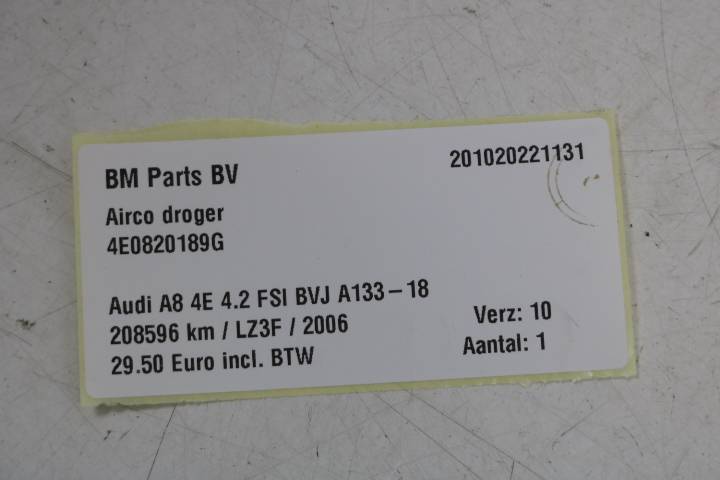 BM Parts BV
201020221131
Airco droger
4E0820189G
Audi A8 4E 4.2 FSI BVJ A133-18
208596 km / LZ3F / 2006
Verz: 10
29.50 Euro incl. BTW
Aantal: 1